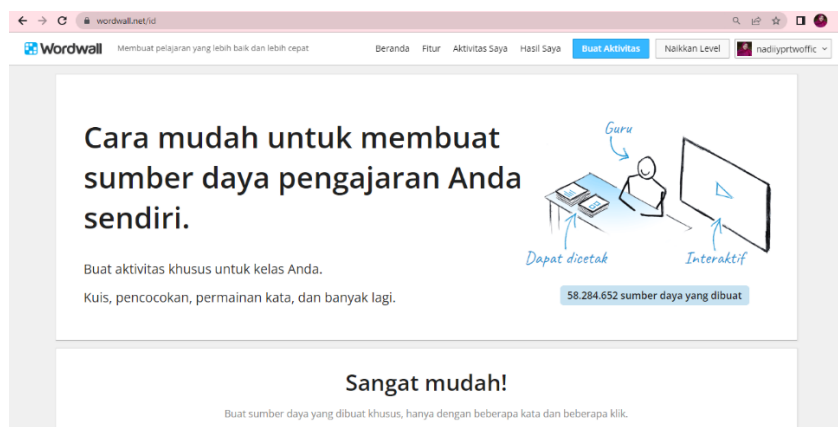 wordwall.net/id
Wordwall Membuat pelajaran yang lebih baik dan lebih cepat Beranda Fitur Aktivitas Saya Hasil Saya Buat Aktivitas Naikkan Level nadiiyprtwoffic
Cara mudah untuk membuat
sumber daya pengajaran Anda
sendiri.
Buat aktivitas khusus untuk kelas Anda.
Kuis, pencocokan, permainan kata, dan banyak lagi.
Guru
Dapat dicetak
Interaktif
58.284.652 sumber daya yang dibuat
Sangat mudah!
Buat sumber daya yang dibuat khusus, hanya dengan beberapa kata dan beberapa klik.